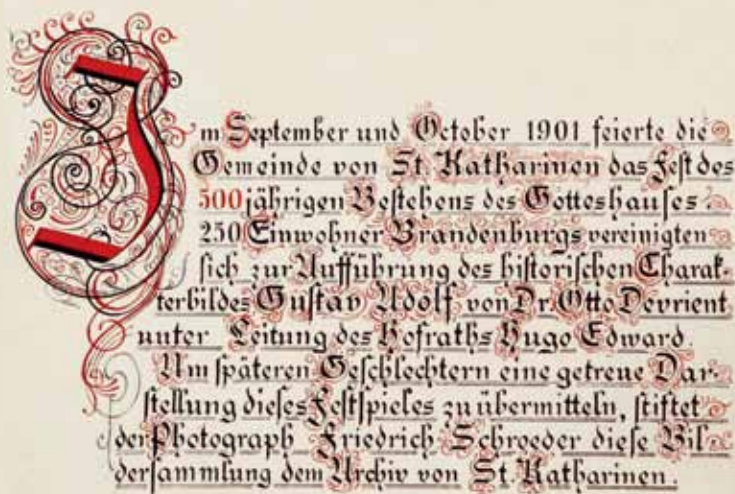 Im September und October 1901 feierte die
Gemeinde von St. Katharinen das Fest des
500 jährigen Bestehens des Gotteshauses.
250 Einwohner Brandenburgs vereinigten
sich zur Aufführung des historischen Charak-
terbildes Gustav Adolf von Dr. Otto Devrient
unter Leitung des Hofraths Hugo Edward.
Um späteren Geschlechtern eine getreue Dar-
stellung dieses Festspieles zu übermitteln, stiftet
der Photograph Friedrich Schroeder diese Bil-
dersammlung dem Archiv von St. Katharinen.